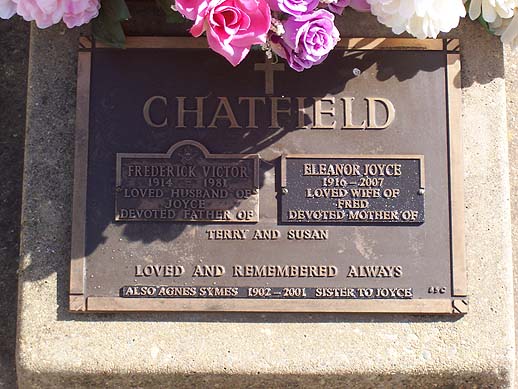 CHATFIELD
FREDERICK VICTOR
1914 1981
LOVED HUSBAND OF
JOYCE
DEVOTED FATHER OF
ELEANOR JOYCE
1916-2007
LOVED WIFE OF
FRED
DEVOTED MOTHER OF
TERRY AND SUSAN
LOVED AND REMEMBERED ALWAYS
ALSO AGNES SYMES 1902-2001 SISTER TO JOYCE